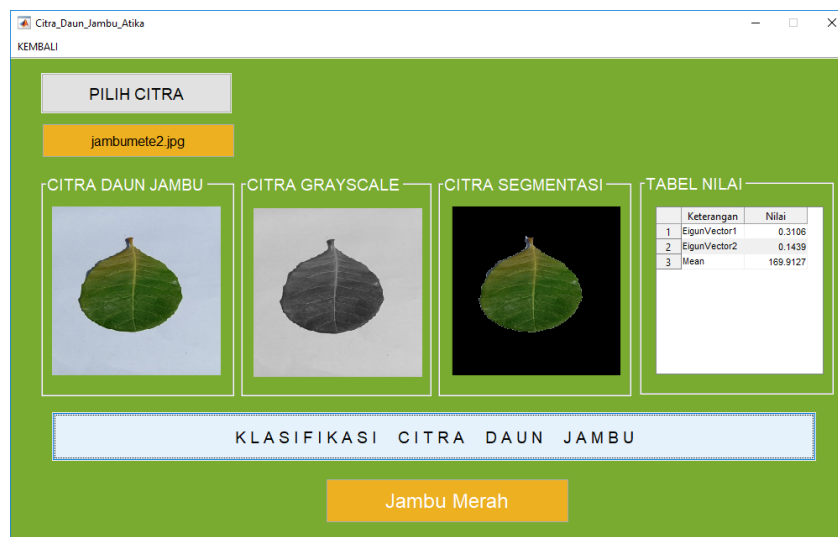 Citra_Daun_Jambu_Atika
KEMBALI
PILIH CITRA
jambumete2.jpg
CITRA DAUN JAMBU
CITRA GRAYSCALE
CITRA SEGMENTASI
TABEL NILAI
Keterangan Nilai
1 EigunVector1 0.3106
2 EigunVector2 0.1439
3 Mean 169.9127
KLASIFIKASI CITRA DAUN JAMBU
Jambu Merah